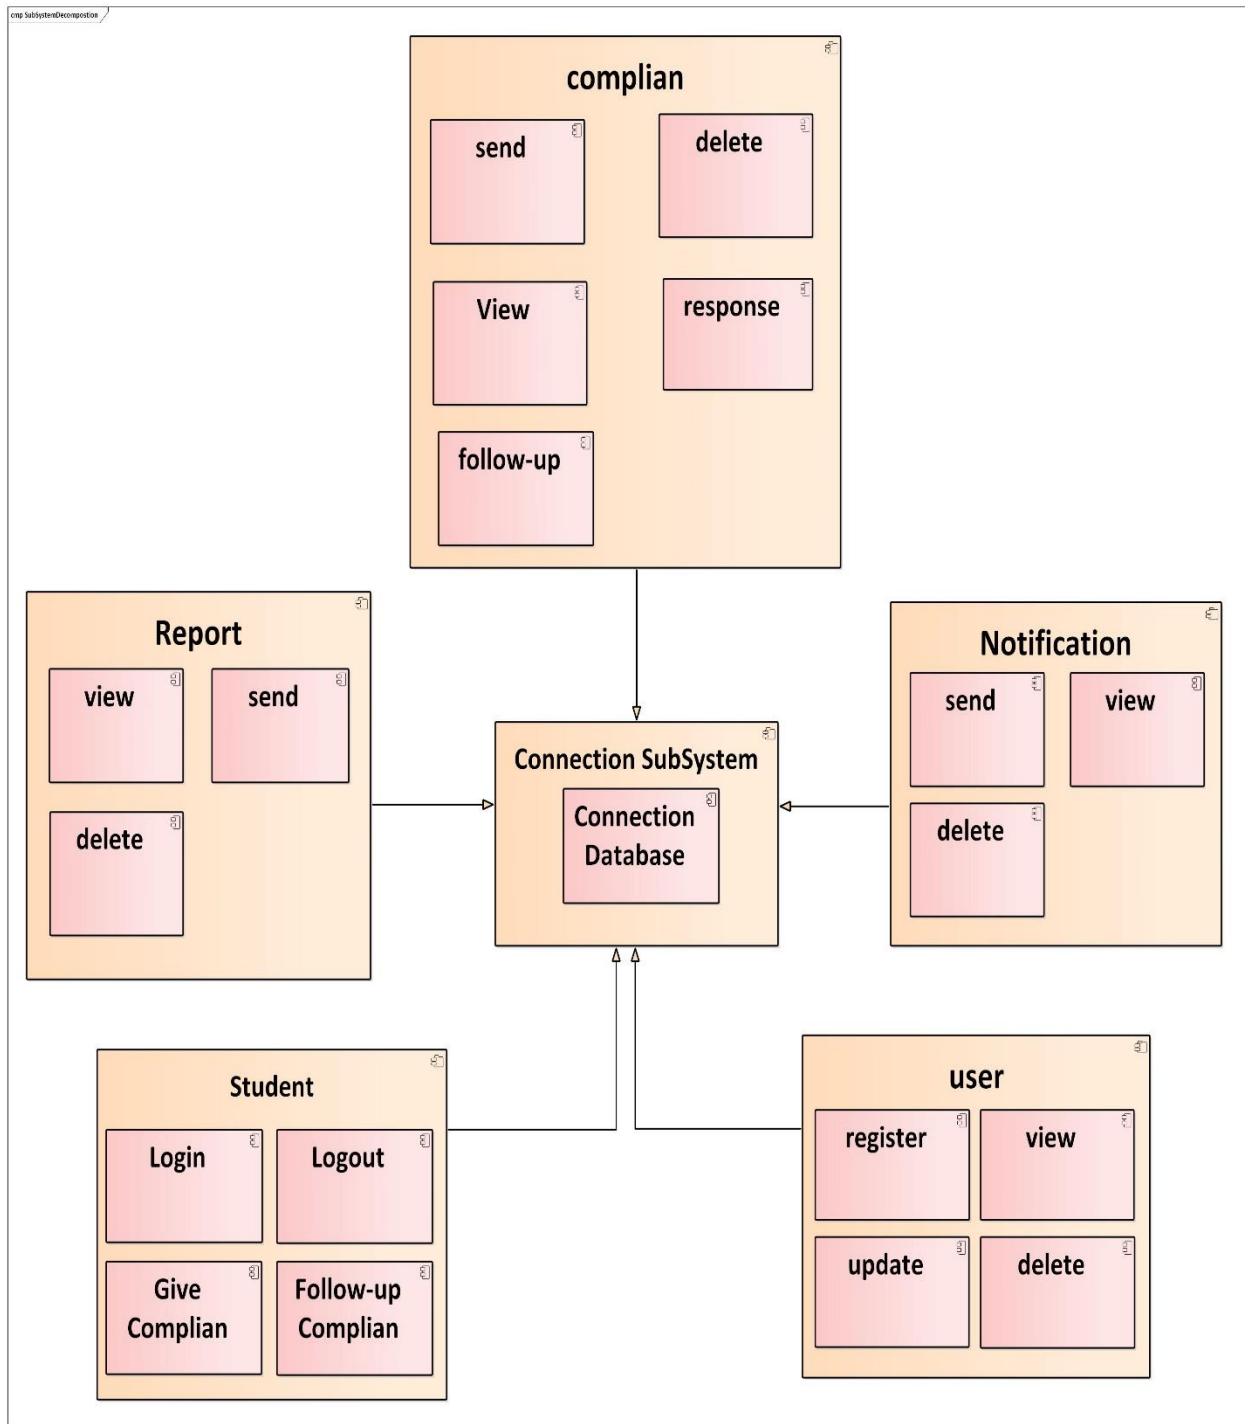 cmp SubSystemDecompostion
complian
send
delete
View
response
follow-up
Report
view
send
delete
Notification
send
view
delete
Connection SubSystem
Connection
Database
Student
Login
Logout
Give
Complian
Follow-up
Complian
user
register
view
update
delete